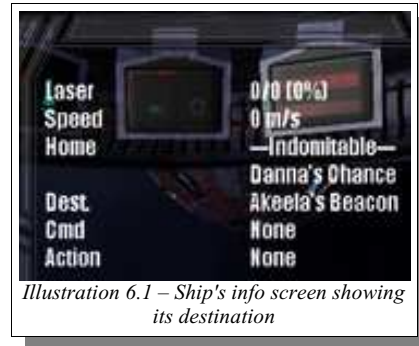 Laser 0/0 (0%)
Speed 0 m/s
Home —Indomitable—
Danna's Chance
Dest. Akeela's Beacon
Cmd None
Action None
Illustration 6.1 – Ship's info screen showing
its destination